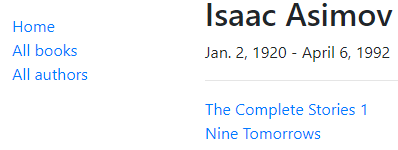 Home
All books
All authors
Isaac Asimov
Jan. 2, 1920 - April 6, 1992
The Complete Stories 1
Nine Tomorrows